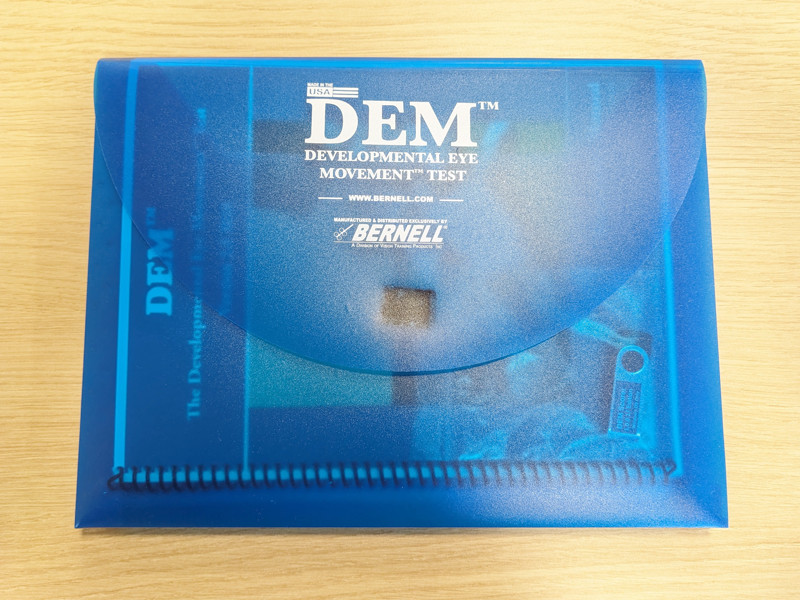 MADE IN THE
USA
DEM™
DEVELOPMENTAL EYE
MOVEMENT™ TEST
WWW.BERNELL.COM
MANUFACTURED & DISTRIBUTED EXCLUSIVELY BY
BERNELL®
A Division of Vision Training Products, Inc.
DEM™
The Developme